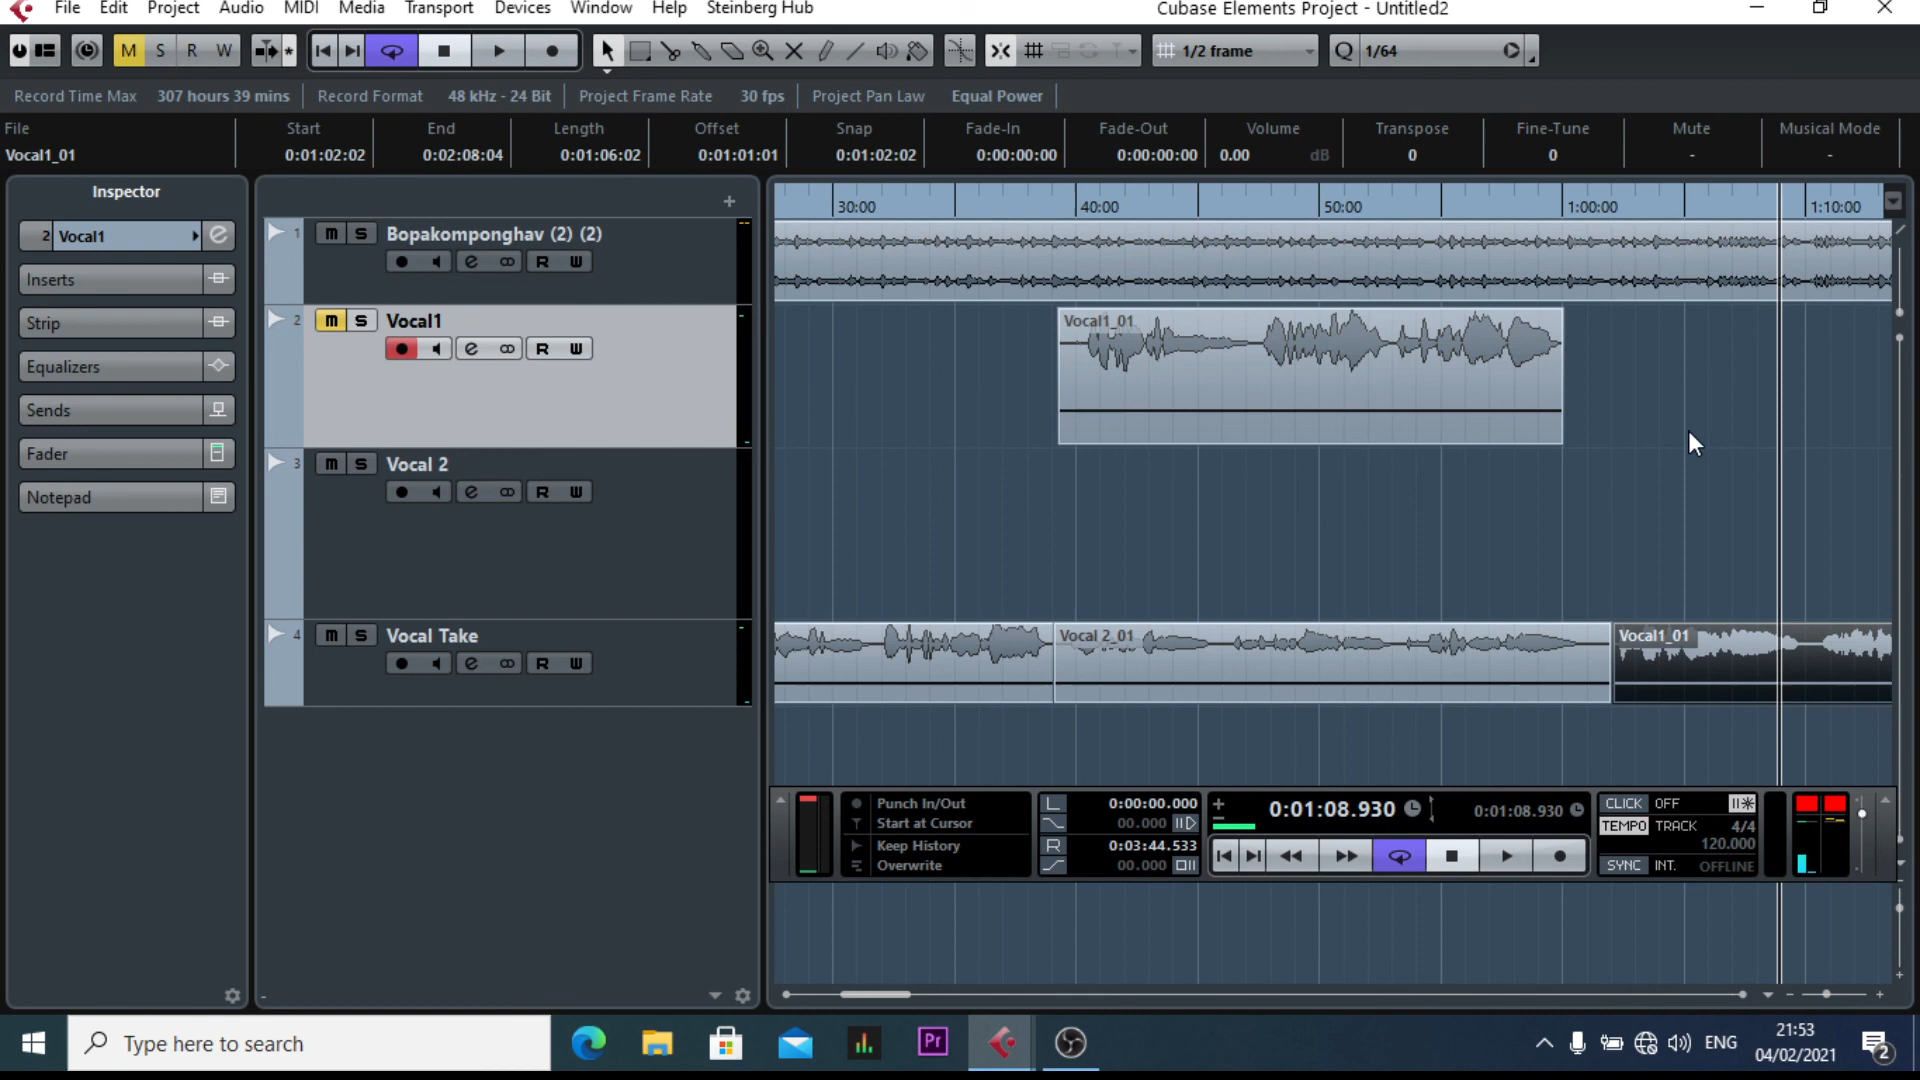 File Edit Project Audio MIDI Media Transport Devices Window Help Steinberg Hub Cubase Elements Project - Untitled2
M S R W 1/2 frame Q 1/64
Record Time Max 307 hours 39 mins Record Format 48 kHz - 24 Bit Project Frame Rate 30 fps Project Pan Law Equal Power
File Start End Length Offset Snap Fade-In Fade-Out Volume Transpose Fine-Tune Mute Musical Mode
Vocal1_01 0:01:02:02 0:02:08:04 0:01:06:02 0:01:01:01 0:01:02:02 0:00:00:00 0:00:00:00 0.00 dB 0 0 - -
Inspector
2 Vocal1
Inserts
Strip
Equalizers
Sends
Fader
Notepad
1 m S Bopakomponghav (2) (2)
R W
2 m S Vocal1
R W
3 m S Vocal 2
R W
4 m S Vocal Take
R W
30:00 40:00 50:00 1:00:00 1:10:00
Vocal1_01
Vocal 2_01 Vocal1_01
Punch In/Out
Start at Cursor
Keep History
Overwrite
L 0:00:00.000
00.000
R 0:03:44.533
00.000
0:01:08.930 0:01:08.930
CLICK OFF
TEMPO TRACK 4/4
120.000
SYNC INT. OFFLINE
Type here to search
Pr
ENG
21:53
04/02/2021
2